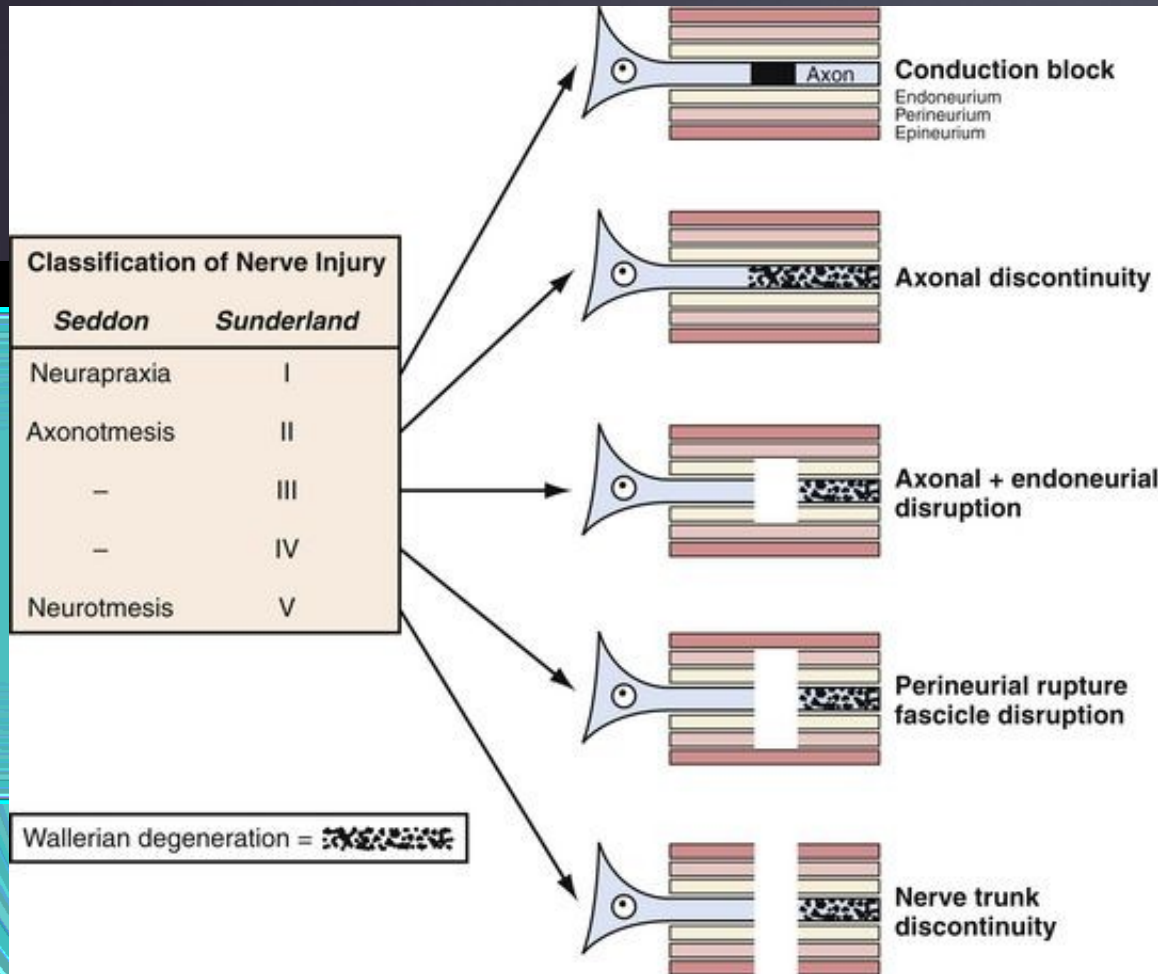 Classification of Nerve Injury
Seddon Sunderland
Neurapraxia I
Axonotmesis II
– III
– IV
Neurotmesis V
Wallerian degeneration =
Axon
Conduction block
Endoneurium
Perineurium
Epineurium
Axonal discontinuity
Axonal + endoneurial
disruption
Perineurial rupture
fascicle disruption
Nerve trunk
discontinuity